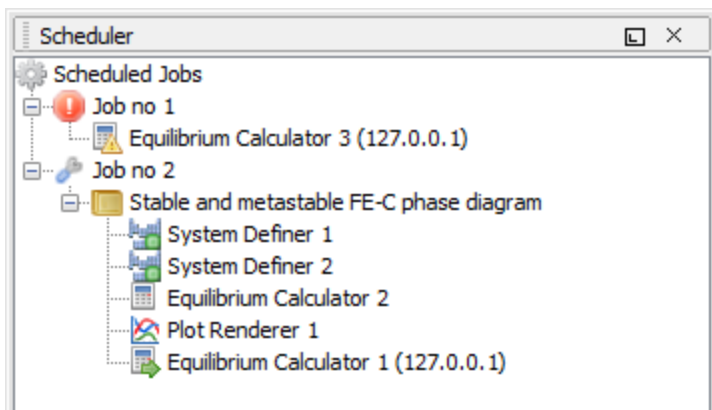 Scheduler
Scheduled Jobs
Job no 1
Equilibrium Calculator 3 (127.0.0.1)
Job no 2
Stable and metastable FE-C phase diagram
System Definer 1
System Definer 2
Equilibrium Calculator 2
Plot Renderer 1
Equilibrium Calculator 1 (127.0.0.1)